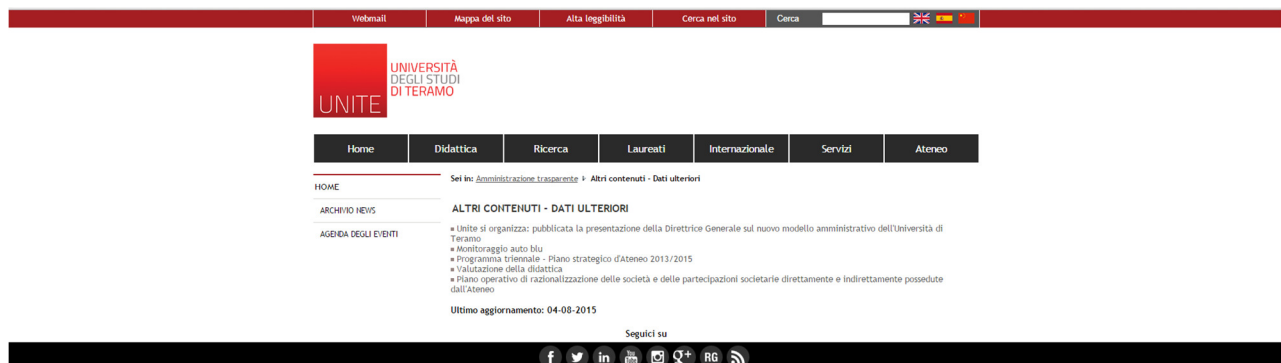 Webmail Mappa del sito Alta leggibilità Cerca nel sito Cerca
UNITE
UNIVERSITÀ
DEGLI STUDI
DI TERAMO
Home Didattica Ricerca Laureati Internazionale Servizi Ateneo
HOME
ARCHIVIO NEWS
AGENDA DEGLI EVENTI
Sei in: Amministrazione trasparente Altri contenuti - Dati ulteriori
ALTRI CONTENUTI - DATI ULTERIORI
Unite si organizza: pubblicata la presentazione della Direttrice Generale sul nuovo modello amministrativo dell'Università di
Teramo
Monitoraggio auto blu
Programma triennale - Piano strategico d'Ateneo 2013/2015
Valutazione della didattica
Piano operativo di razionalizzazione delle società e delle partecipazioni societarie direttamente e indirettamente possedute
dall'Ateneo
Ultimo aggiornamento: 04-08-2015
Seguici su
f in You g+ RG